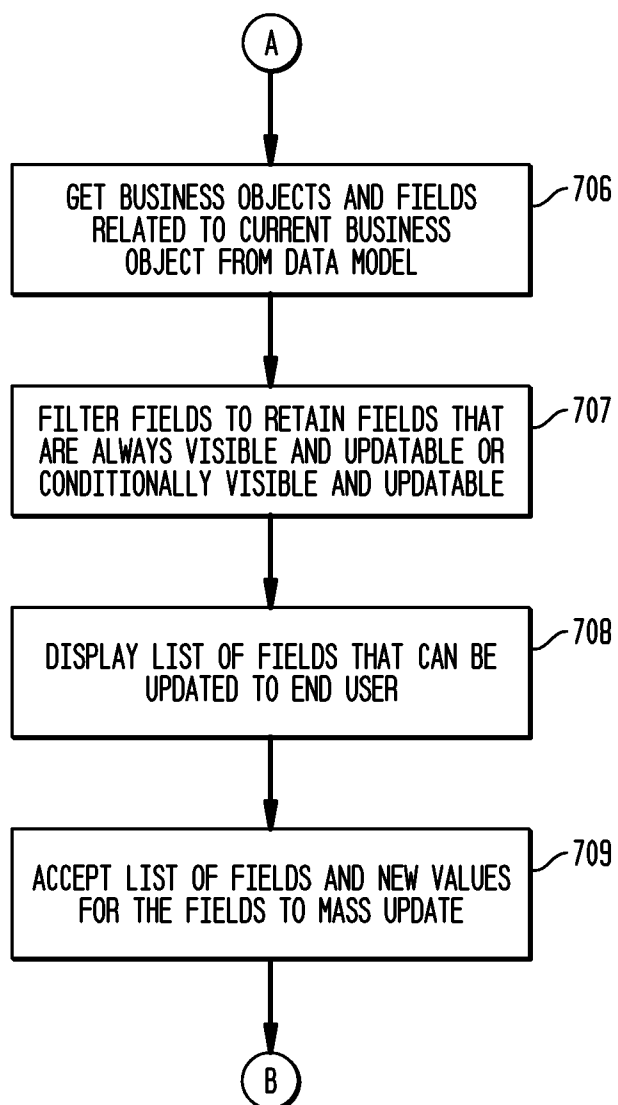 A
GET BUSINESS OBJECTS AND FIELDS
RELATED TO CURRENT BUSINESS
OBJECT FROM DATA MODEL
706
FILTER FIELDS TO RETAIN FIELDS THAT
ARE ALWAYS VISIBLE AND UPDATABLE OR
CONDITIONALLY VISIBLE AND UPDATABLE
707
DISPLAY LIST OF FIELDS THAT CAN BE
UPDATED TO END USER
708
ACCEPT LIST OF FIELDS AND NEW VALUES
FOR THE FIELDS TO MASS UPDATE
709
B